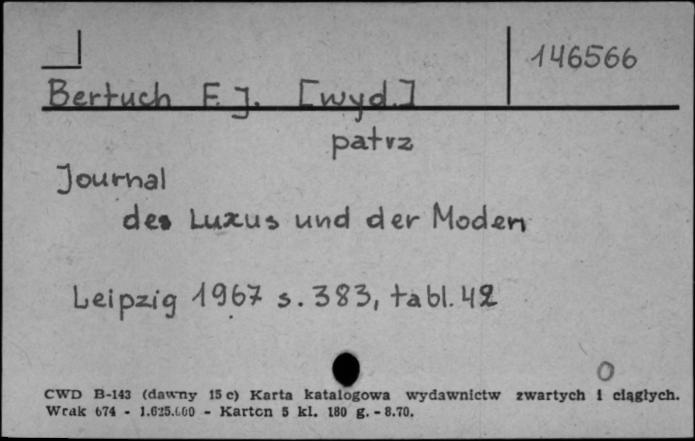 146566
Bertuch F. J. [wyd.]
patrz
Journal
des Luxus und der Moden
Leipzig 1967 s. 383, tabl. 42
CWD B-143 (dawny 15 c) Karta katalogowa wydawnictw zwartych i ciągłych.
Wrak 674 - 1.625.000 - Karton 5 kl. 180 g. - 8.70.